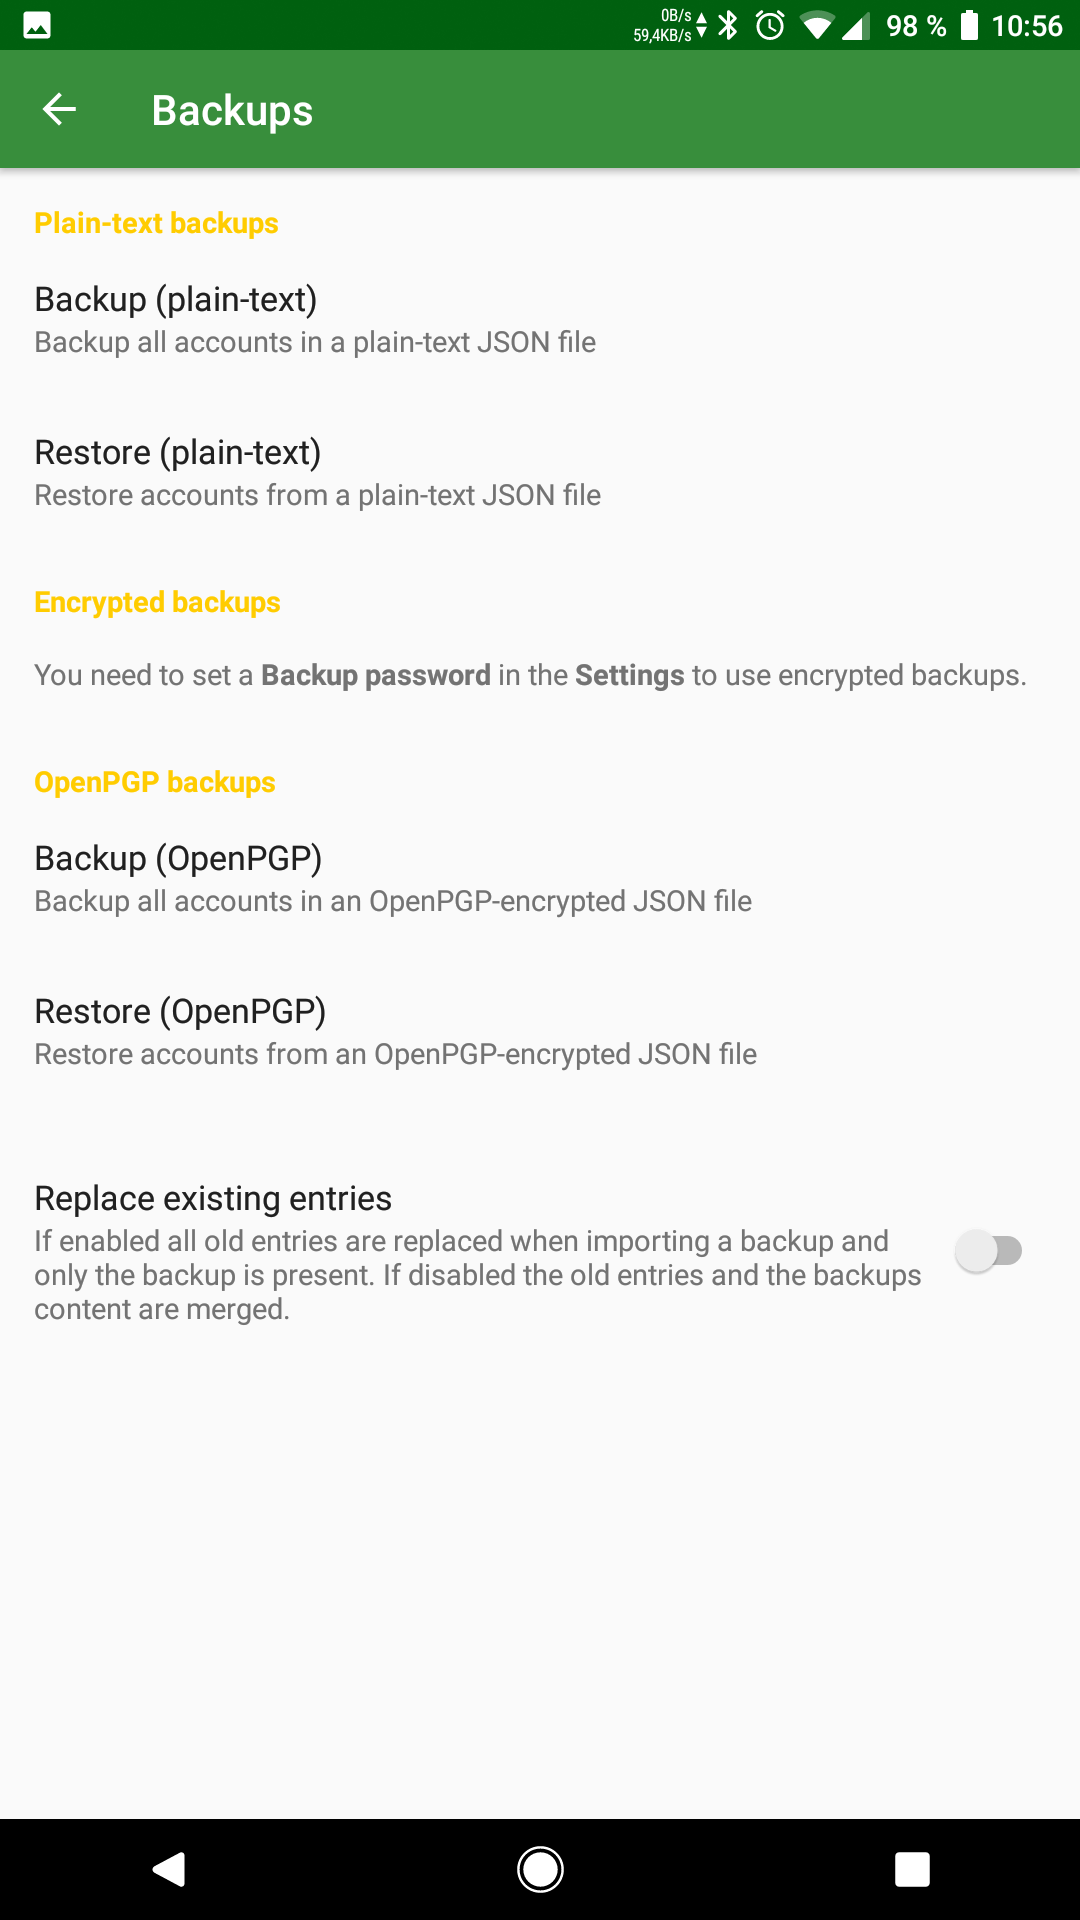 0B/s
59,4KB/s
98 %
10:56
Backups
Plain-text backups
Backup (plain-text)
Backup all accounts in a plain-text JSON file
Restore (plain-text)
Restore accounts from a plain-text JSON file
Encrypted backups
You need to set a Backup password in the Settings to use encrypted backups.
OpenPGP backups
Backup (OpenPGP)
Backup all accounts in an OpenPGP-encrypted JSON file
Restore (OpenPGP)
Restore accounts from an OpenPGP-encrypted JSON file
Replace existing entries
If enabled all old entries are replaced when importing a backup and
only the backup is present. If disabled the old entries and the backups
content are merged.